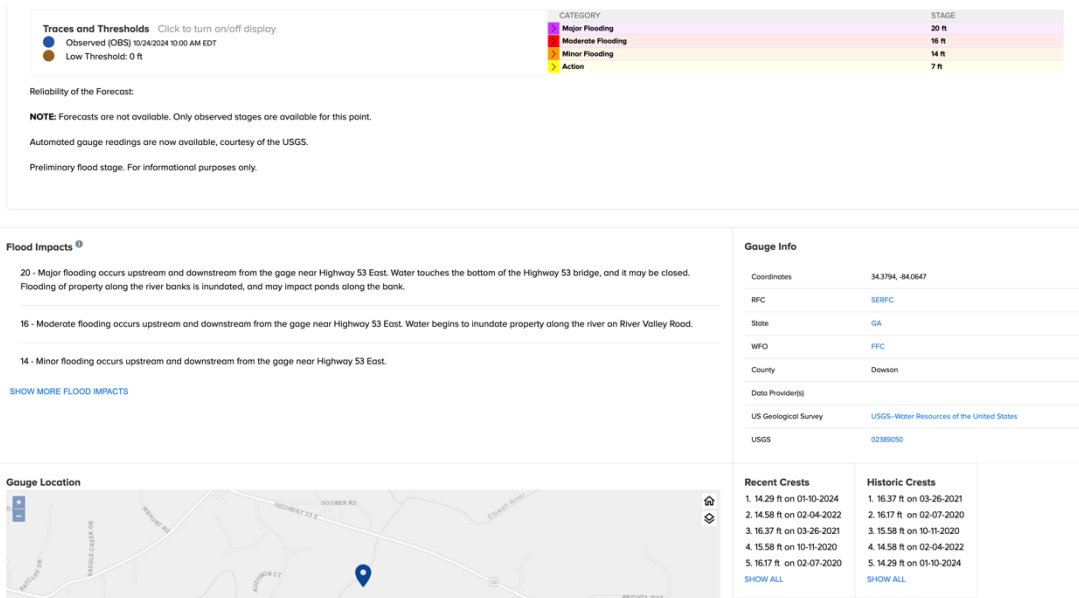 Traces and Thresholds Click to turn on/off display
Observed (OBS) 10/24/2024 10:00 AM EDT
Low Threshold: 0 ft
CATEGORY STAGE
Major Flooding 20 ft
Moderate Flooding 16 ft
Minor Flooding 14 ft
Action 7 ft
Reliability of the Forecast:
NOTE: Forecasts are not available. Only observed stages are available for this point.
Automated gauge readings are now available, courtesy of the USGS.
Preliminary flood stage. For informational purposes only.
Flood Impacts
20 - Major flooding occurs upstream and downstream from the gage near Highway 53 East. Water touches the bottom of the Highway 53 bridge, and it may be closed.
Flooding of property along the river banks is inundated, and may impact ponds along the bank.
16 - Moderate flooding occurs upstream and downstream from the gage near Highway 53 East. Water begins to inundate property along the river on River Valley Road.
14 - Minor flooding occurs upstream and downstream from the gage near Highway 53 East.
SHOW MORE FLOOD IMPACTS
Gauge Info
Coordinates 34.3794, -84.0647
RFC SERFC
State GA
WFO FFC
County Dawson
Data Provider(s)
US Geological Survey USGS--Water Resources of the United States
USGS 02389050
Gauge Location
+
−
GOOBER RD
HIGHWAY 53 E
Etowah River
WEHUNT RD
SADDLE CREEK DR
RATCLIFF DR
53
Recent Crests
1. 14.29 ft on 01-10-2024
2. 14.58 ft on 02-04-2022
3. 16.37 ft on 03-26-2021
4. 15.58 ft on 10-11-2020
5. 16.17 ft on 02-07-2020
SHOW ALL
Historic Crests
1. 16.37 ft on 03-26-2021
2. 16.17 ft on 02-07-2020
3. 15.58 ft on 10-11-2020
4. 14.58 ft on 02-04-2022
5. 14.29 ft on 01-10-2024
SHOW ALL